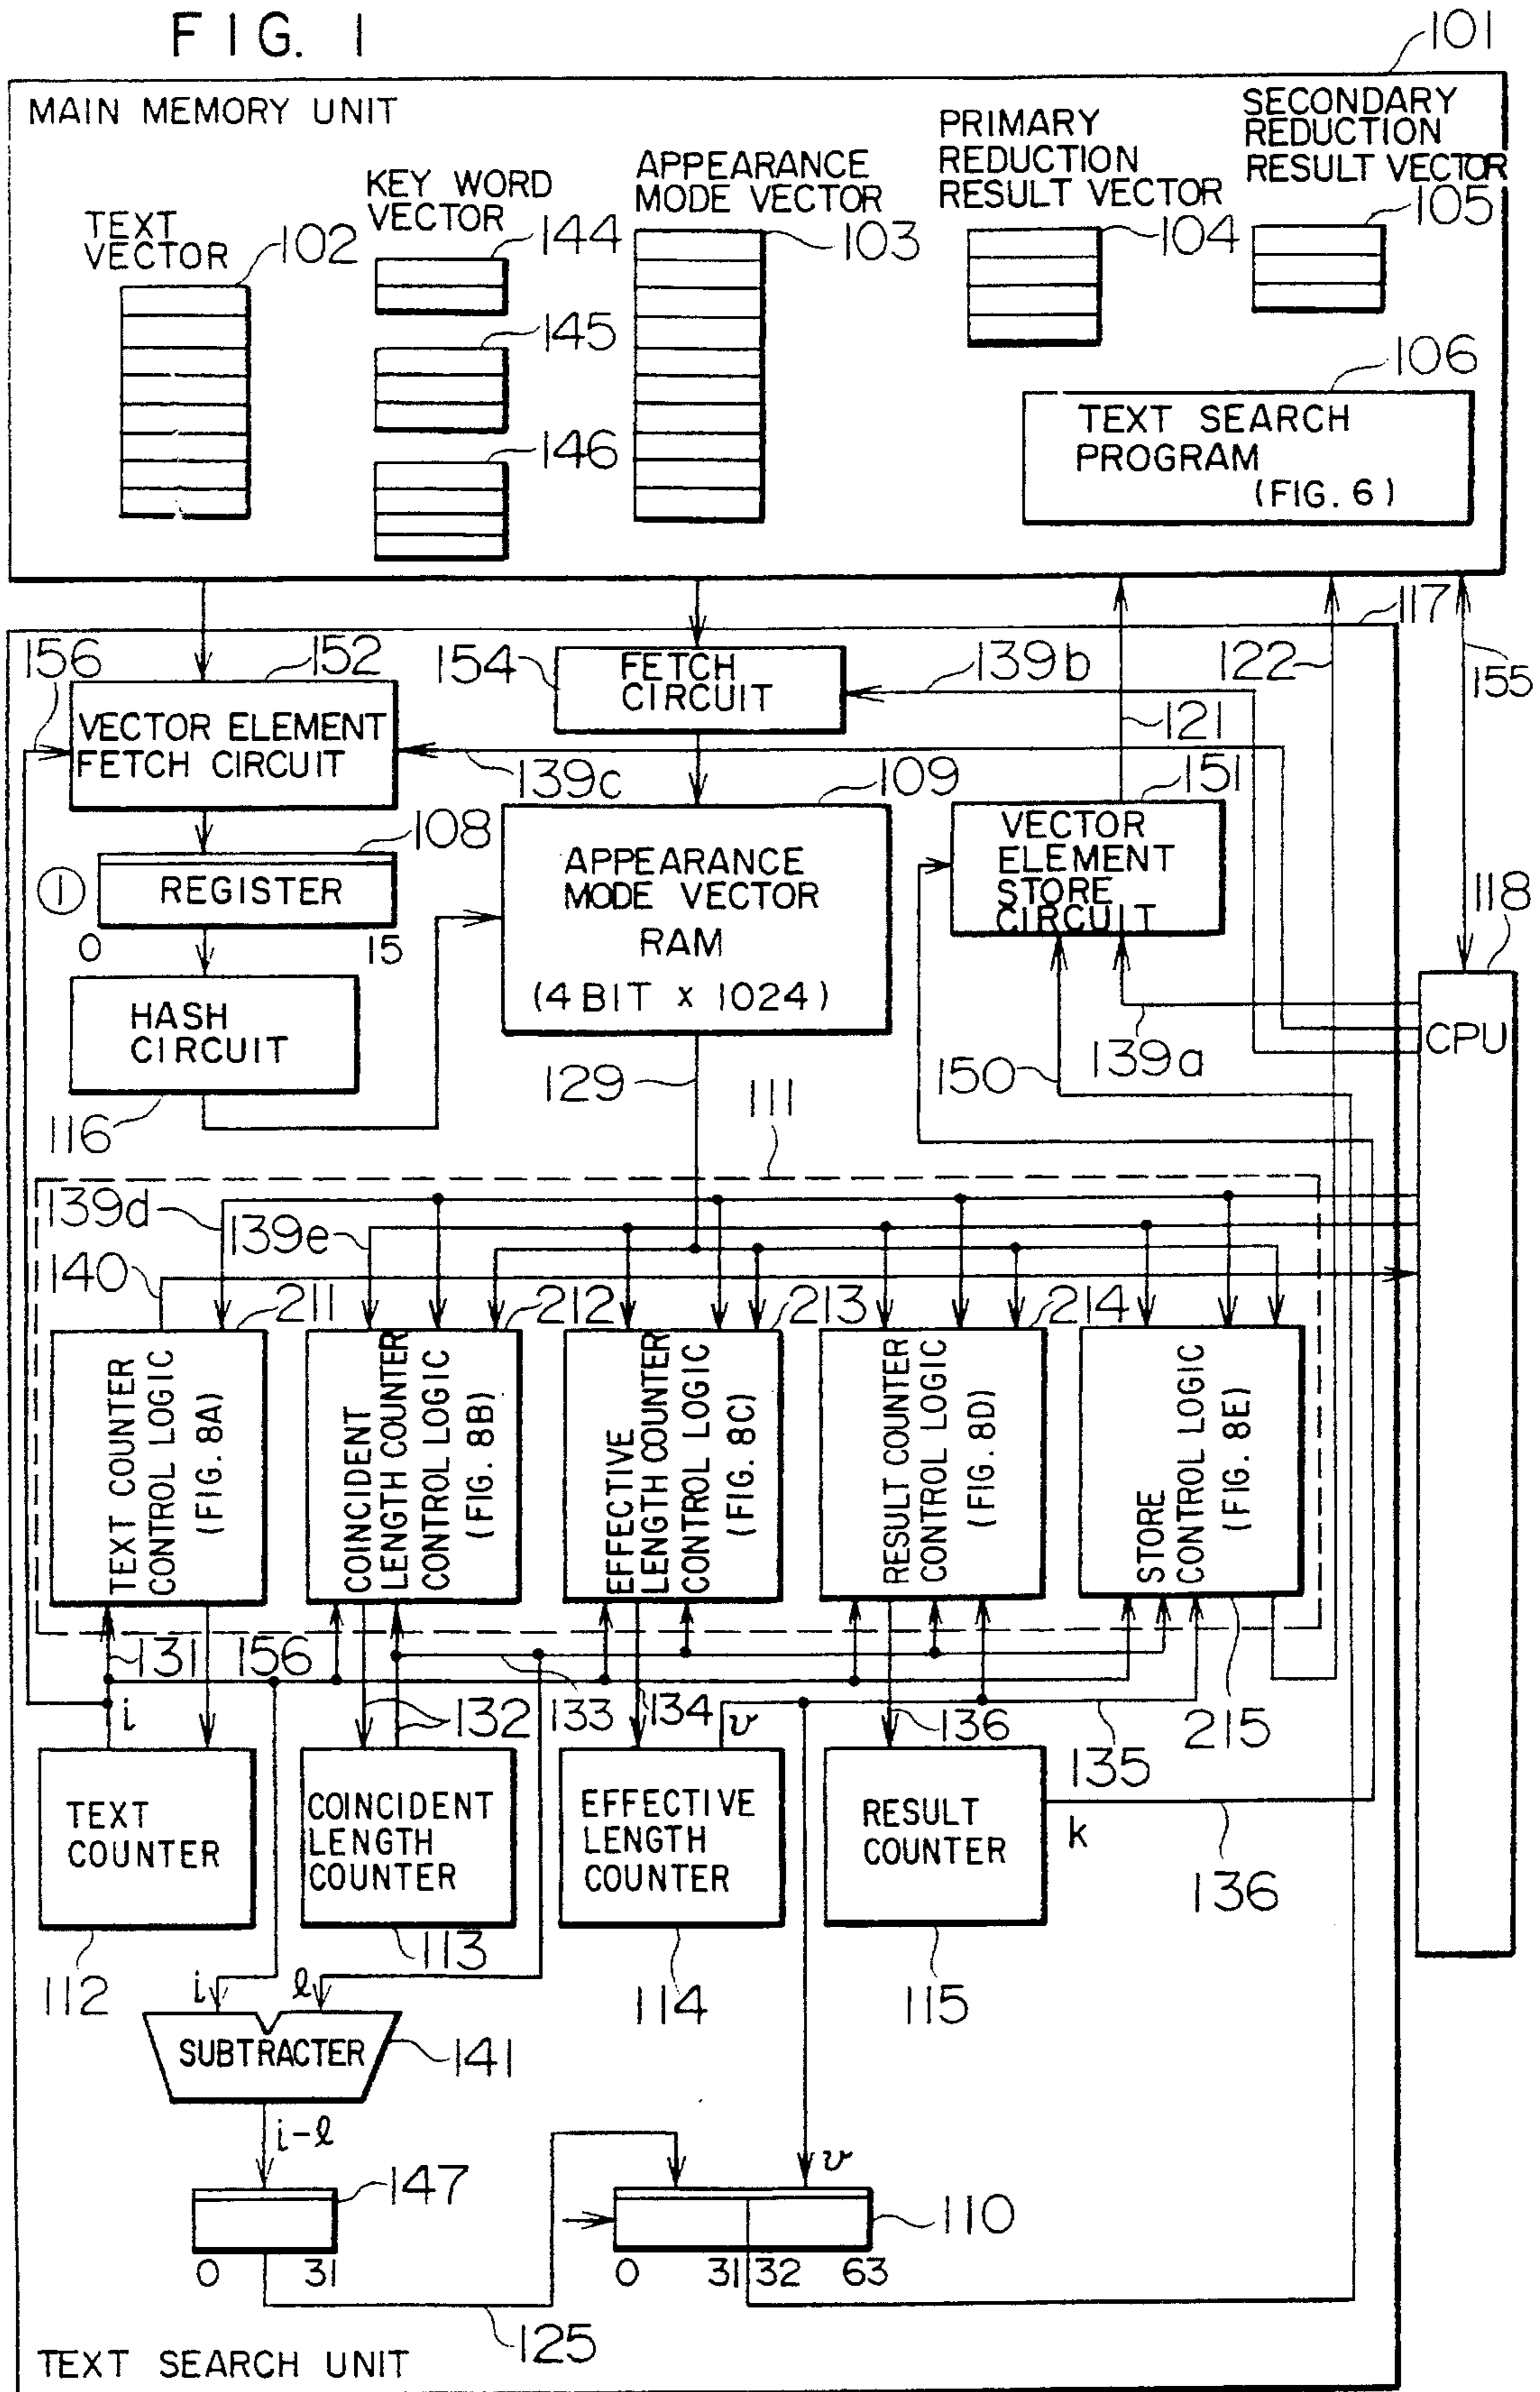 FIG. 1
101
MAIN MEMORY UNIT
TEXT
VECTOR
102
KEY WORD
VECTOR
144
145
146
APPEARANCE
MODE VECTOR
103
PRIMARY
REDUCTION
RESULT VECTOR
104
SECONDARY
REDUCTION
RESULT VECTOR
105
106
TEXT SEARCH
PROGRAM
(FIG. 6)
117
156
152
VECTOR ELEMENT
FETCH CIRCUIT
154
FETCH
CIRCUIT
139b
122
155
121
139c
108
1
REGISTER
0
15
109
APPEARANCE
MODE VECTOR
RAM
(4BIT x 1024)
151
VECTOR
ELEMENT
STORE
CIRCUIT
118
CPU
HASH
CIRCUIT
116
129
111
150
139a
139d
139e
140
211
212
213
214
TEXT COUNTER
CONTROL LOGIC
(FIG. 8A)
COINCIDENT
LENGTH COUNTER
CONTROL LOGIC
(FIG. 8B)
EFFECTIVE
LENGTH COUNTER
CONTROL LOGIC
(FIG. 8C)
RESULT COUNTER
CONTROL LOGIC
(FIG. 8D)
STORE
CONTROL LOGIC
(FIG. 8E)
131
156
i
132
133
134
v
136
135
215
TEXT
COUNTER
112
COINCIDENT
LENGTH
COUNTER
113
EFFECTIVE
LENGTH
COUNTER
114
RESULT
COUNTER
115
k
136
i
ℓ
SUBTRACTER
141
i-ℓ
147
0
31
125
v
110
0
31
32
63
TEXT SEARCH UNIT